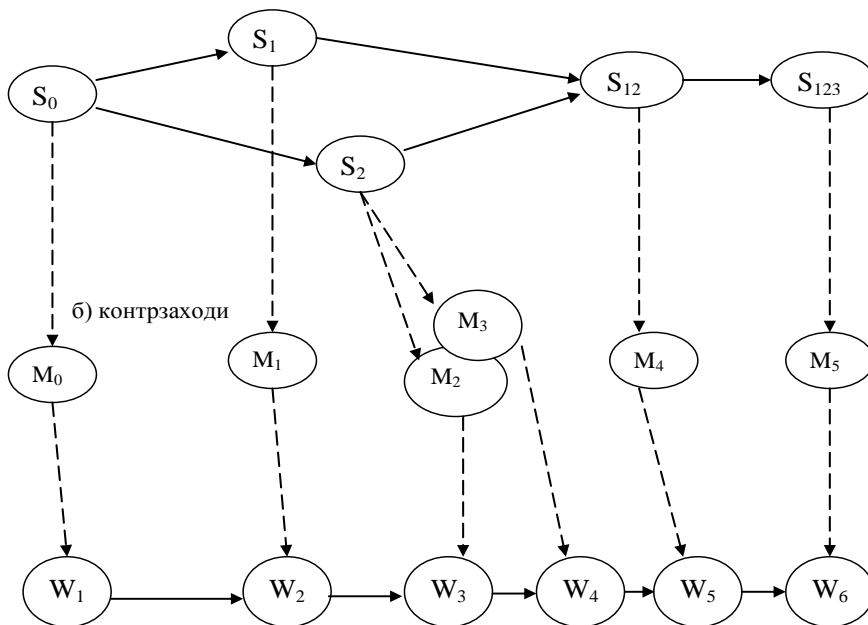 S₁
S₀
S₁₂
S₁₂₃
S₂
б) контрзаходи
M₃
M₀
M₁
M₂
M₄
M₅
W₁
W₂
W₃
W₄
W₅
W₆